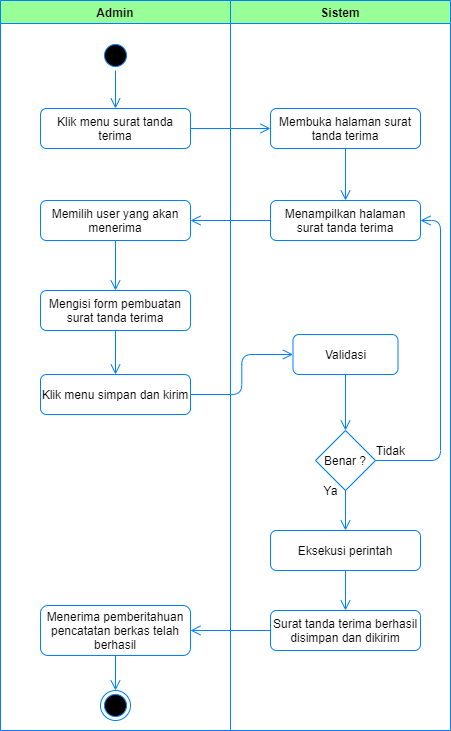 Admin
Sistem
Klik menu surat tanda
terima
Membuka halaman surat
tanda terima
Memilih user yang akan
menerima
Menampilkan halaman
surat tanda terima
Mengisi form pembuatan
surat tanda terima
Validasi
Klik menu simpan dan kirim
Benar ?
Tidak
Ya
Eksekusi perintah
Menerima pemberitahuan
pencatatan berkas telah
berhasil
Surat tanda terima berhasil
disimpan dan dikirim